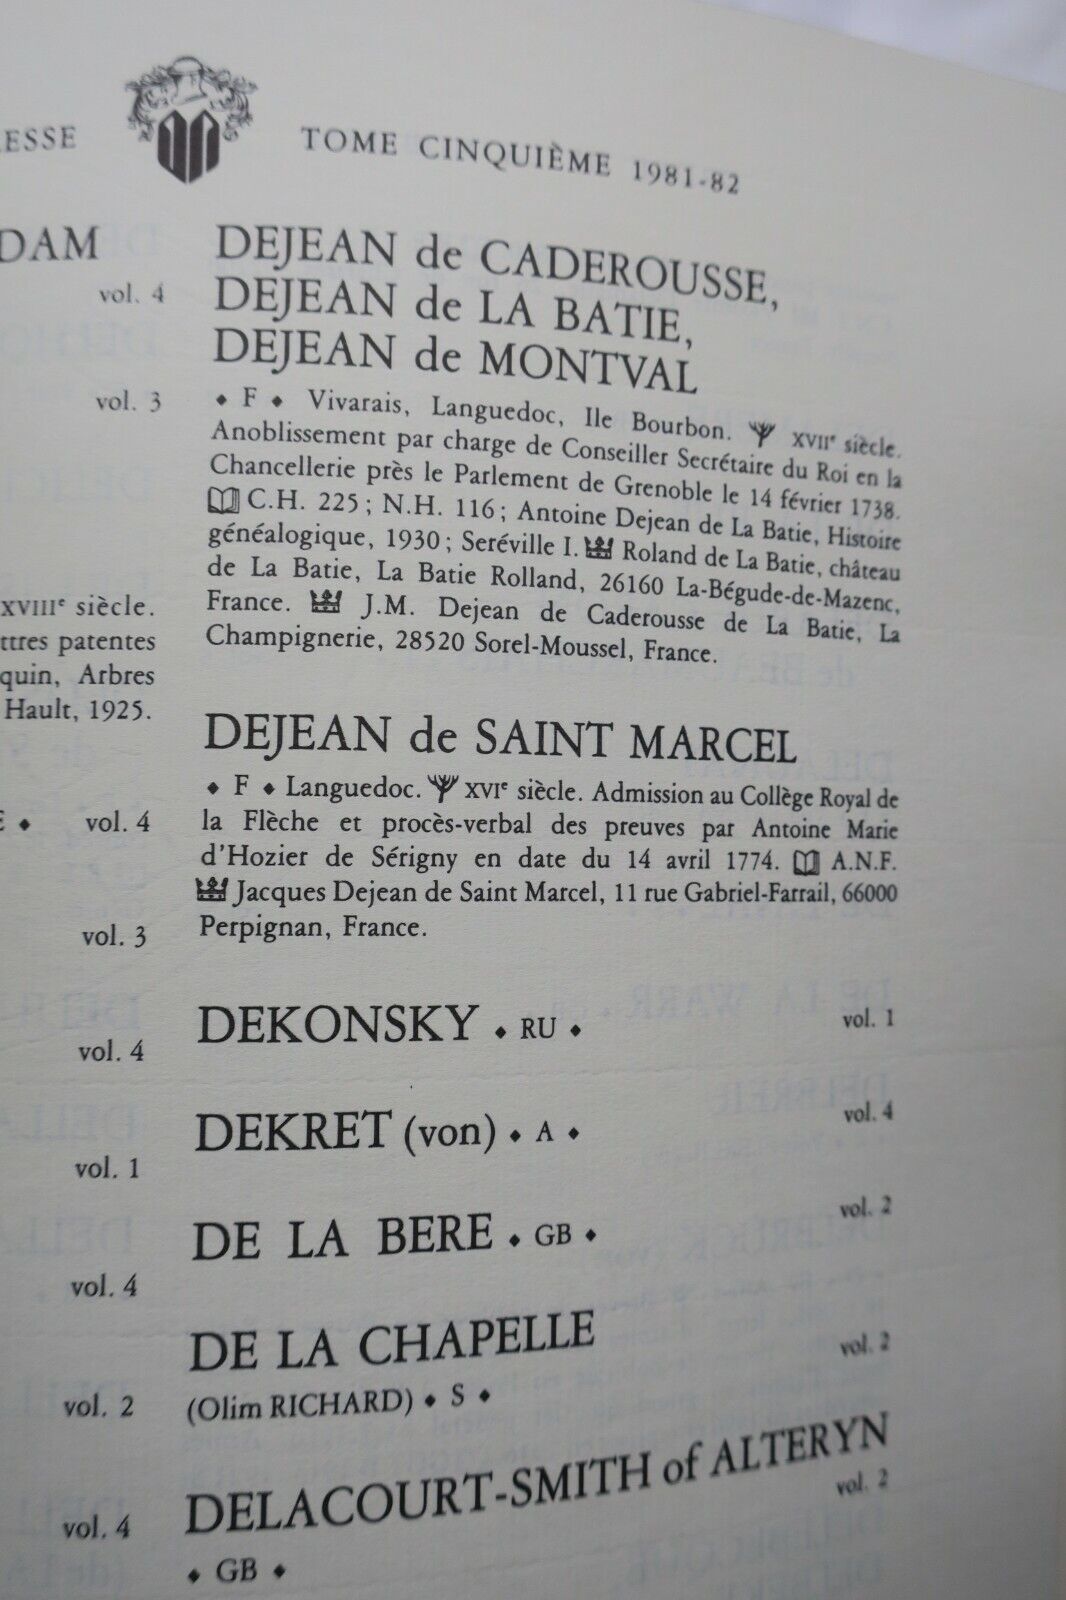 ESSE
TOME CINQUIÈME 1981-82
DAM
vol. 4
vol. 3
XVIIIe siècle.
ttres patentes
quin, Arbres
Hault, 1925.
E ♦ vol. 4
vol. 3
vol. 4
vol. 1
vol. 4
vol. 2
vol. 4
DEJEAN de CADEROUSSE,
DEJEAN de LA BATIE,
DEJEAN de MONTVAL
♦ F ♦ Vivarais, Languedoc, Ile Bourbon. XVIIe siècle.
Anoblissement par charge de Conseiller Secrétaire du Roi en la
Chancellerie près le Parlement de Grenoble le 14 février 1738.
C.H. 225 ; N.H. 116 ; Antoine Dejean de La Batie, Histoire
généalogique, 1930 ; Seréville I. Roland de La Batie, château
de La Batie, La Batie Rolland, 26160 La-Bégude-de-Mazenc,
France. J.M. Dejean de Caderousse de La Batie, La
Champignerie, 28520 Sorel-Moussel, France.
DEJEAN de SAINT MARCEL
♦ F ♦ Languedoc. XVIe siècle. Admission au Collège Royal de
la Flèche et procès-verbal des preuves par Antoine Marie
d'Hozier de Sérigny en date du 14 avril 1774. A.N.F.
Jacques Dejean de Saint Marcel, 11 rue Gabriel-Farrail, 66000
Perpignan, France.
DEKONSKY ♦ RU ♦ vol. 1
DEKRET (von) ♦ A ♦ vol. 4
DE LA BERE ♦ GB ♦ vol. 2
DE LA CHAPELLE
(Olim RICHARD) ♦ S ♦ vol. 2
DELACOURT-SMITH of ALTERYN
♦ GB ♦ vol. 2